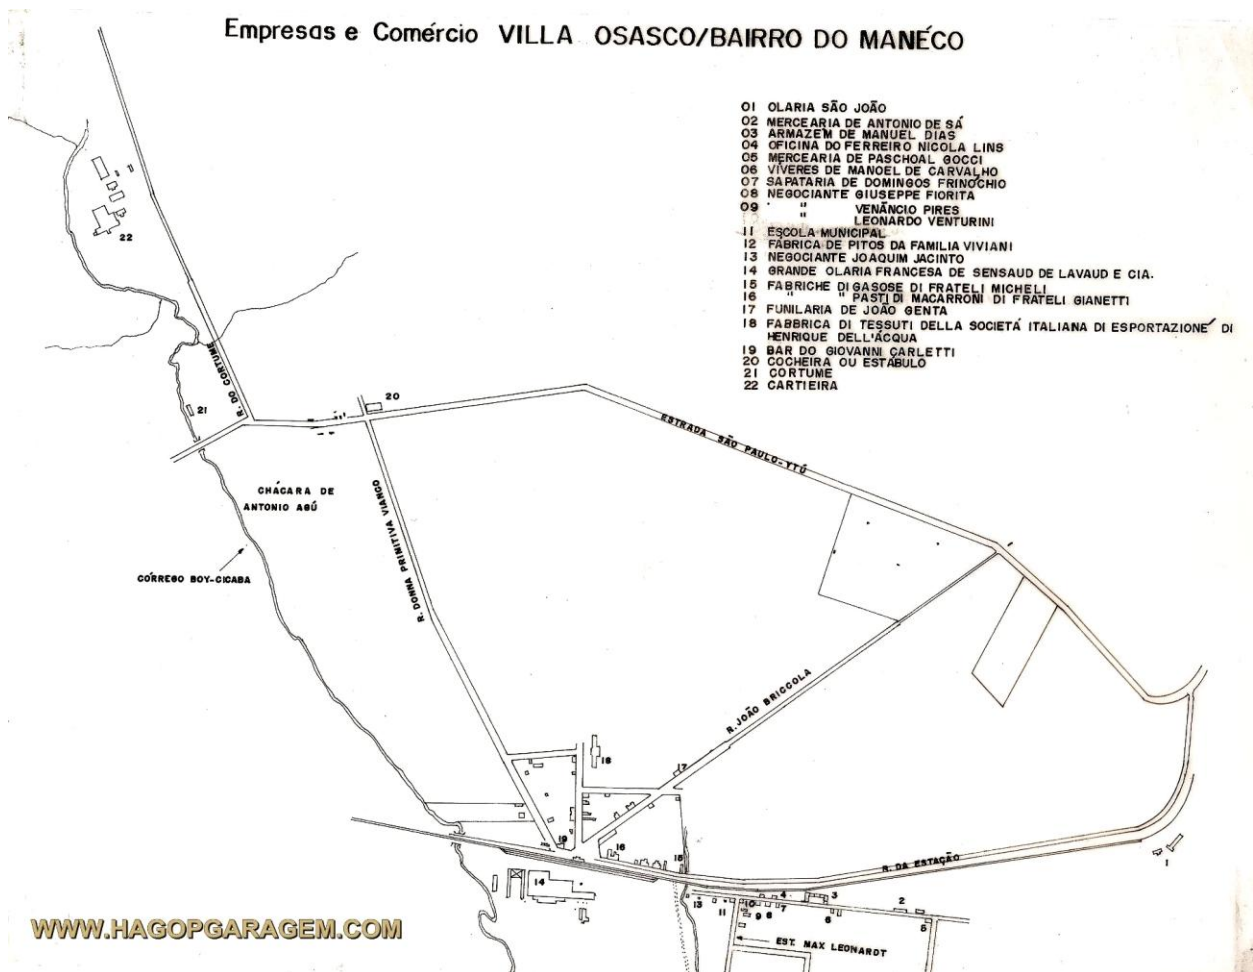 Empresas e Comércio VILLA OSASCO/BAIRRO DO MANÉCO
01 OLARIA SÃO JOÃO
02 MERCEARIA DE ANTONIO DE SÁ
03 ARMAZEM DE MANUEL DIAS
04 OFICINA DO FERREIRO NICOLA LINS
05 MERCEARIA DE PASCHOAL GOCCI
06 VÍVERES DE MANOEL DE CARVALHO
07 SAPATARIA DE DOMINGOS FRINÓCHIO
08 NEGOCIANTE GIUSEPPE FIORITA
09 " VENÂNCIO PIRES
" LEONARDO VENTURINI
11 ESCOLA MUNICIPAL
12 FÁBRICA DE PITOS DA FAMILIA VIVIANI
13 NEGOCIANTE JOAQUIM JACINTO
14 GRANDE OLARIA FRANCESA DE SENSAUD DE LAVAUD E CIA.
15 FABRICHE DI GASOSE DI FRATELI MICHELI
16 " " PASTI DI MACARRONI DI FRATELI GIANETTI
17 FUNILARIA DE JOÃO GENTA
18 FABBRICA DI TESSUTI DELLA SOCIETÁ ITALIANA DI ESPORTAZIONE DI
HENRIQUE DELL'ÁCQUA
19 BAR DO GIOVANNI CARLETTI
20 COCHEIRA OU ESTÁBULO
21 CORTUME
22 CARTIEIRA
22
R. DO CORTUME
21
20
ESTRADA SÃO PAULO-YTÚ
CHÁCARA DE
ANTONIO AGÚ
R. DONNA PRINITIVA VIANCO
CÓRREGO BOY-CICABA
R. JOÃO BRICCOLA
18
17
19
16
15
R. DA ESTAÇÃO
1
14
13
11
10
9
8
4
7
3
6
2
5
EST. MAX LEONARDT
WWW.HAGOPGARAGEM.COM